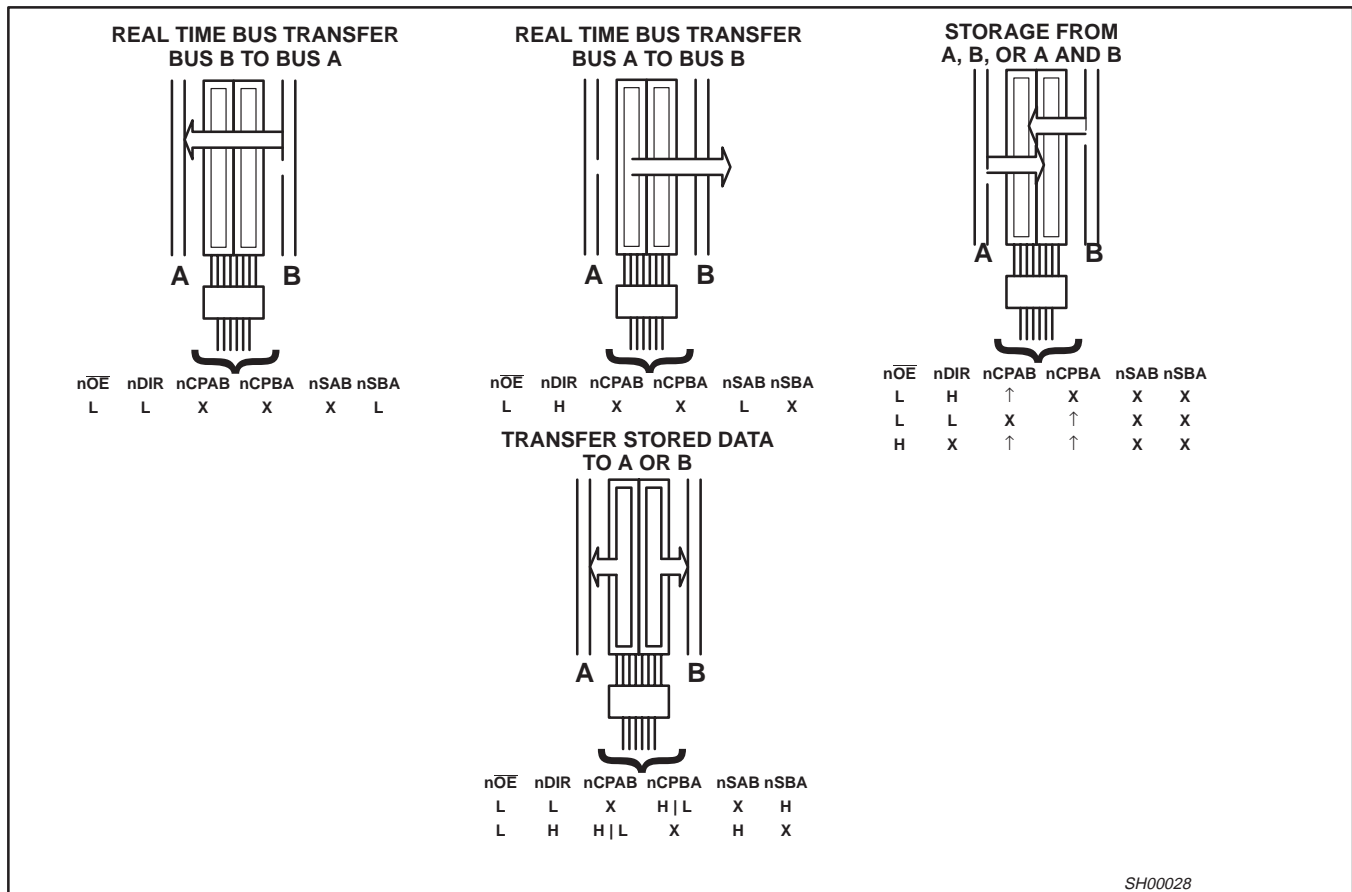 REAL TIME BUS TRANSFER
BUS B TO BUS A
A B
nOE nDIR nCPAB nCPBA nSAB nSBA
L L X X X L
REAL TIME BUS TRANSFER
BUS A TO BUS B
A B
nOE nDIR nCPAB nCPBA nSAB nSBA
L H X X L X
STORAGE FROM
A, B, OR A AND B
A B
nOE nDIR nCPAB nCPBA nSAB nSBA
L H ↑ X X X
L L X ↑ X X
H X ↑ ↑ X X
TRANSFER STORED DATA
TO A OR B
A B
nOE nDIR nCPAB nCPBA nSAB nSBA
L L X H | L X H
L H H | L X H X
SH00028